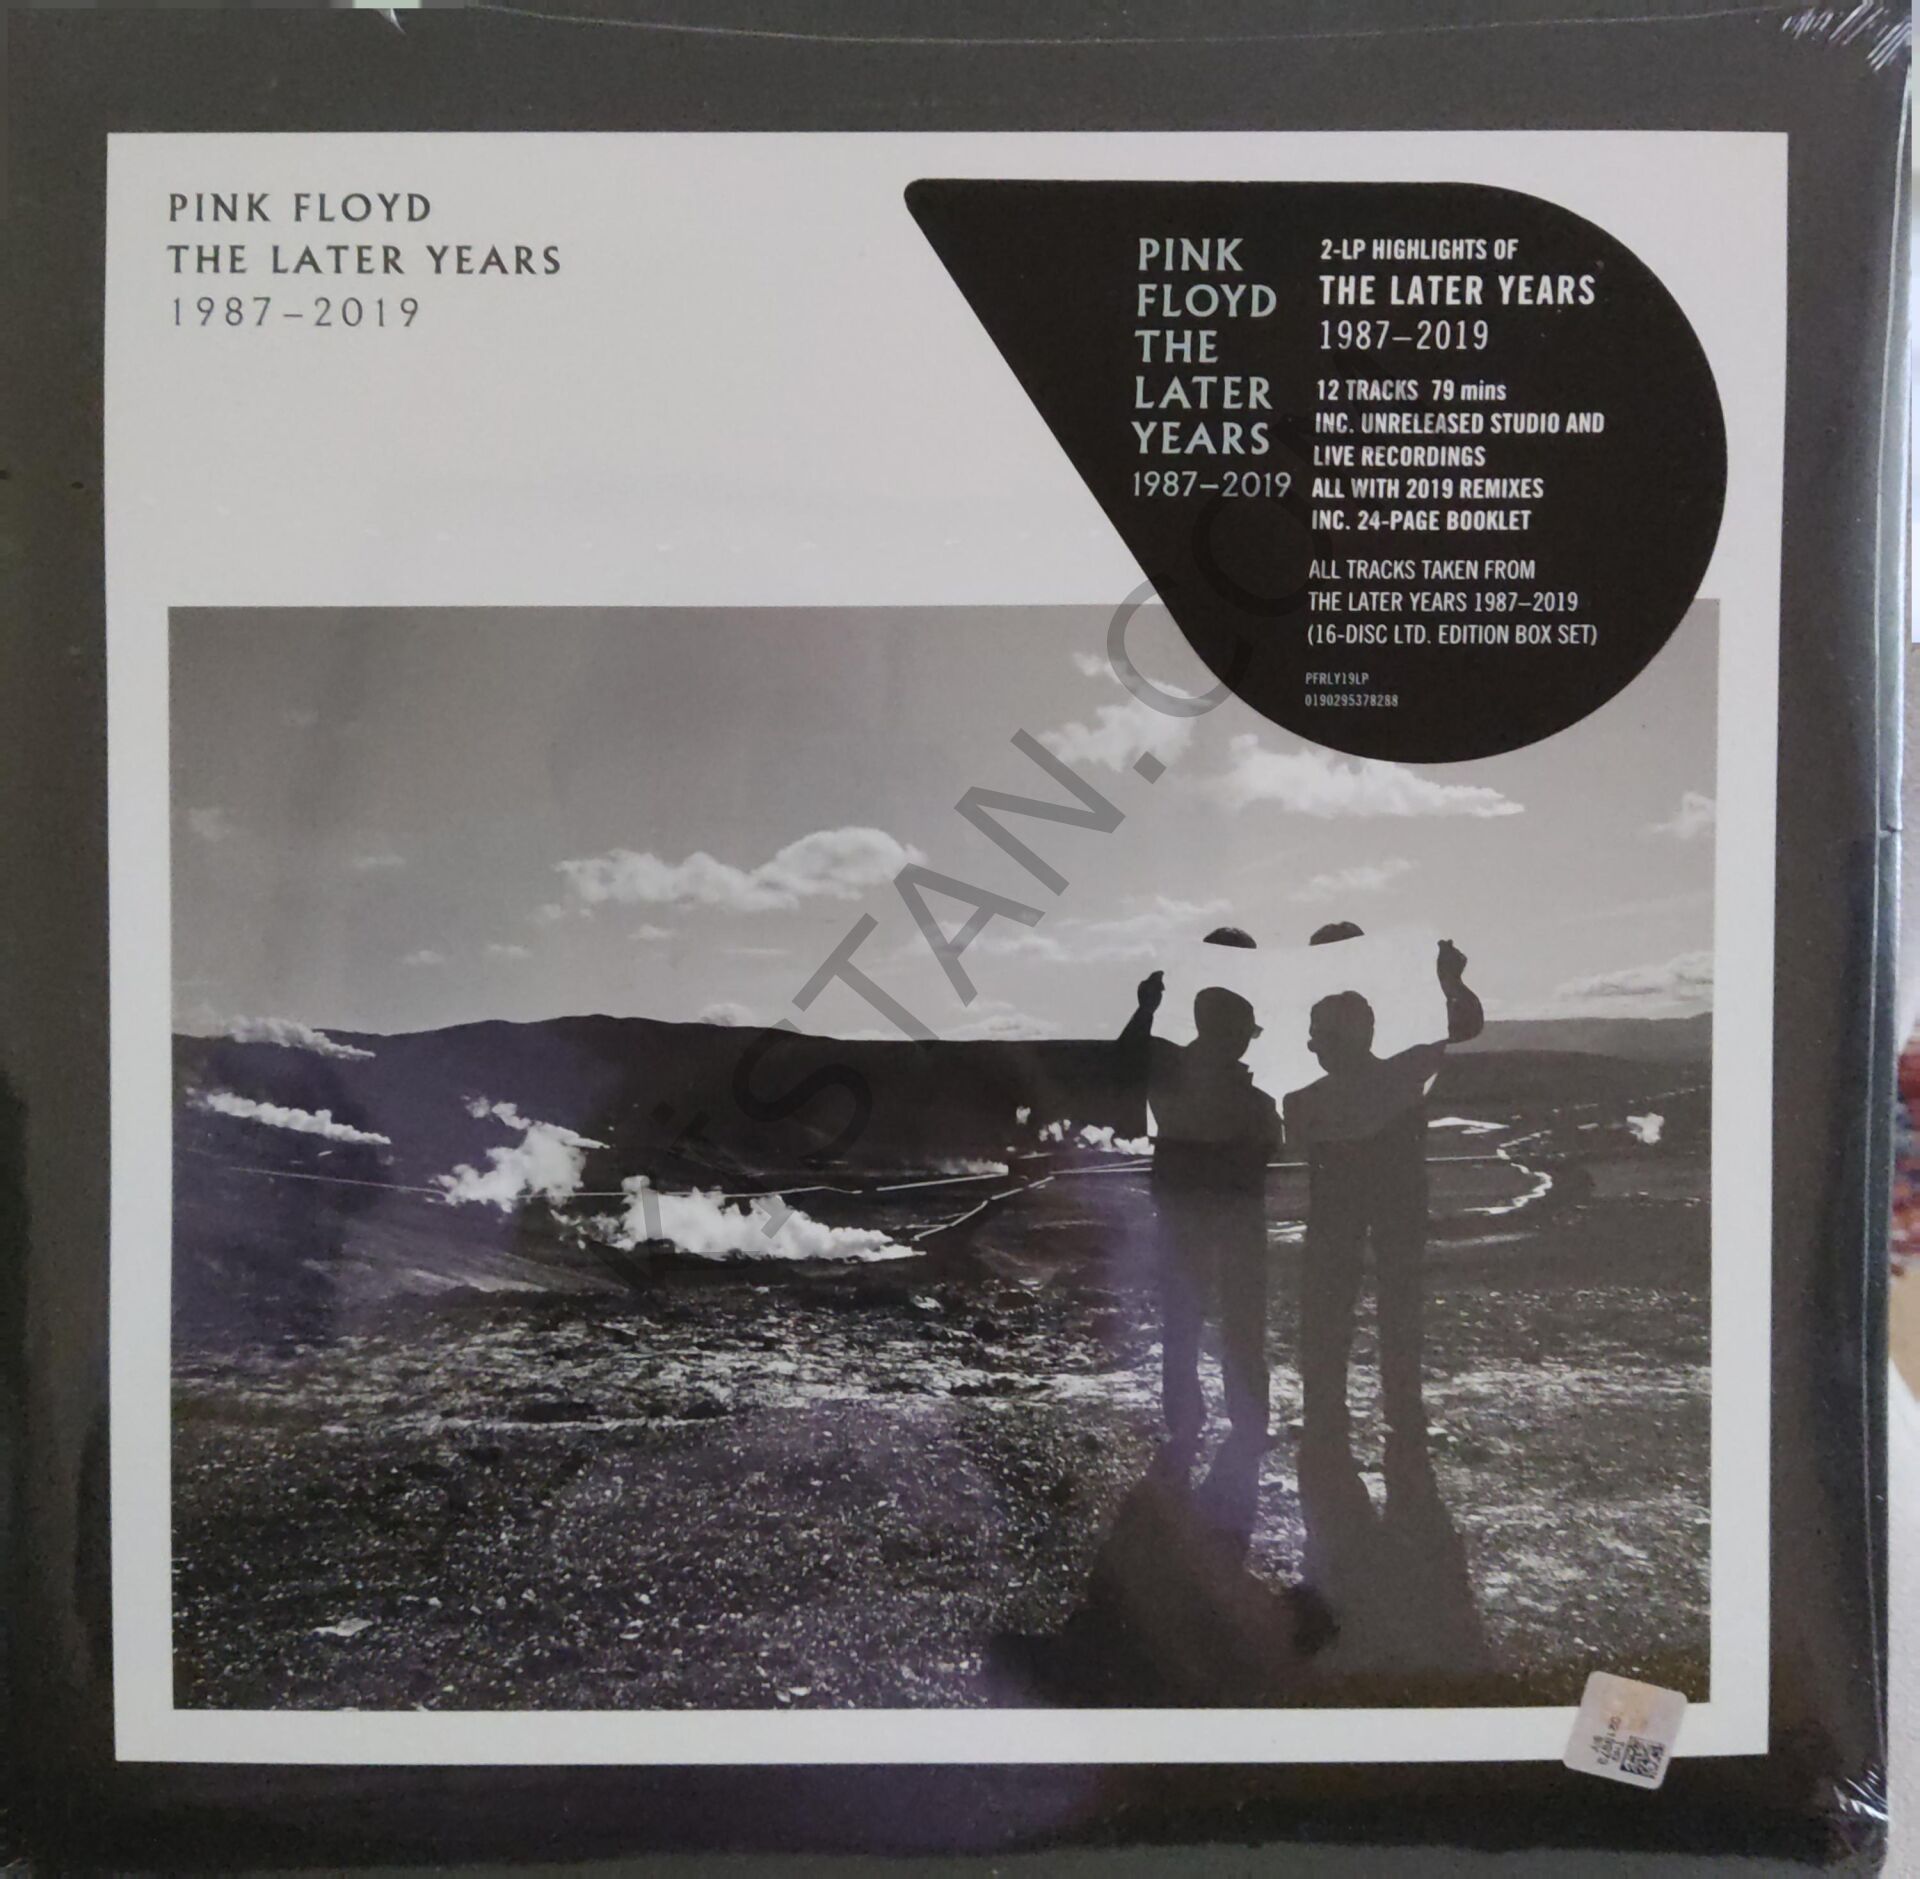 PINK FLOYD
THE LATER YEARS
1987–2019
PINK
FLOYD
THE
LATER
YEARS
1987–2019
2-LP HIGHLIGHTS OF
THE LATER YEARS
1987–2019
12 TRACKS 79 mins
INC. UNRELEASED STUDIO AND
LIVE RECORDINGS
ALL WITH 2019 REMIXES
INC. 24-PAGE BOOKLET
ALL TRACKS TAKEN FROM
THE LATER YEARS 1987–2019
(16-DISC LTD. EDITION BOX SET)
PFRLY19LP
0190295378288